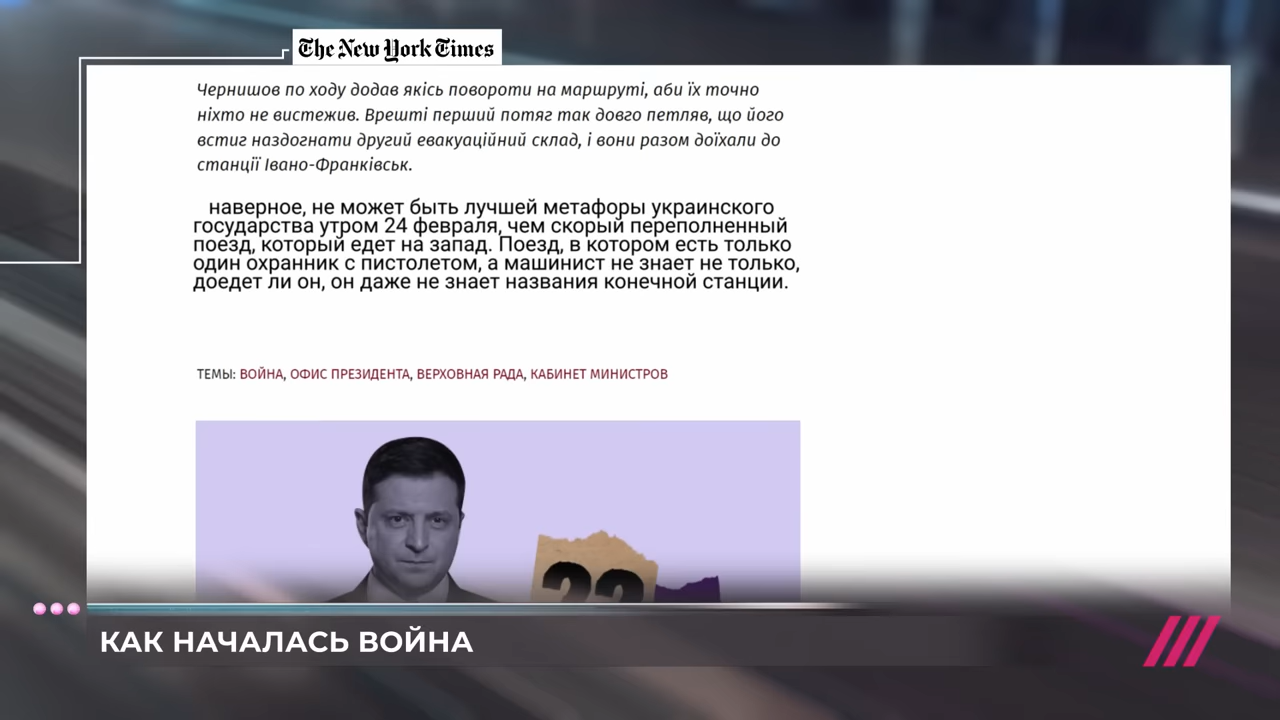 The New York Times
Чернишов по ходу додав якісь повороти на маршруті, аби їх точно
ніхто не вистежив. Врешті перший потяг так довго петляв, що його
встиг наздогнати другий евакуаційний склад, і вони разом доїхали до
станції Івано-Франківськ.
наверное, не может быть лучшей метафоры украинского
государства утром 24 февраля, чем скорый переполненный
поезд, который едет на запад. Поезд, в котором есть только
один охранник с пистолетом, а машинист не знает не только,
доедет ли он, он даже не знает названия конечной станции.
ТЕМЫ: ВОЙНА, ОФИС ПРЕЗИДЕНТА, ВЕРХОВНАЯ РАДА, КАБИНЕТ МИНИСТРОВ
22
КАК НАЧАЛАСЬ ВОЙНА